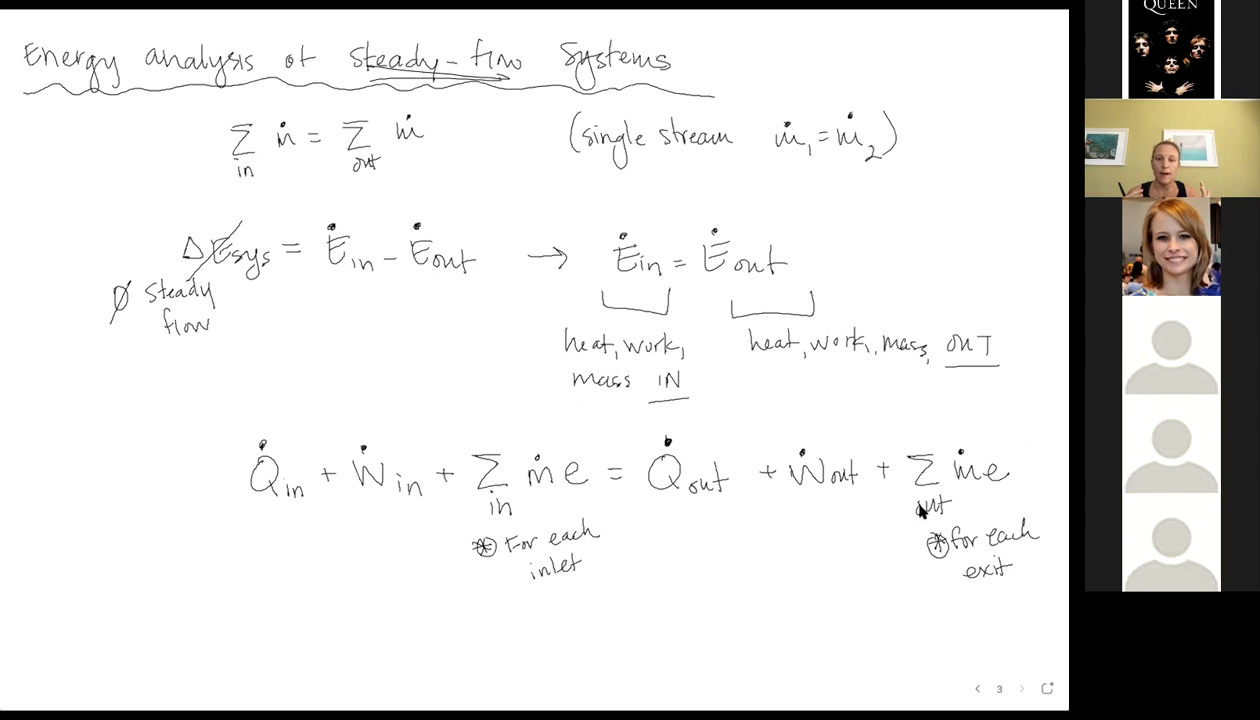 QUEEN
Energy analysis of steady-flow systems
∑ ṁ = ∑ ṁ (single stream ṁ₁ = ṁ₂)
in out
ΔEsys = Ėin - Ėout → Ėin = Ėout
∅ steady
flow
heat, work, heat, work, mass, OUT
mass IN
Q̇in + Ẇin + ∑ ṁe = Q̇out + Ẇout + ∑ ṁe
in out
⊛ For each ⊛ for each
inlet exit
< 3 >